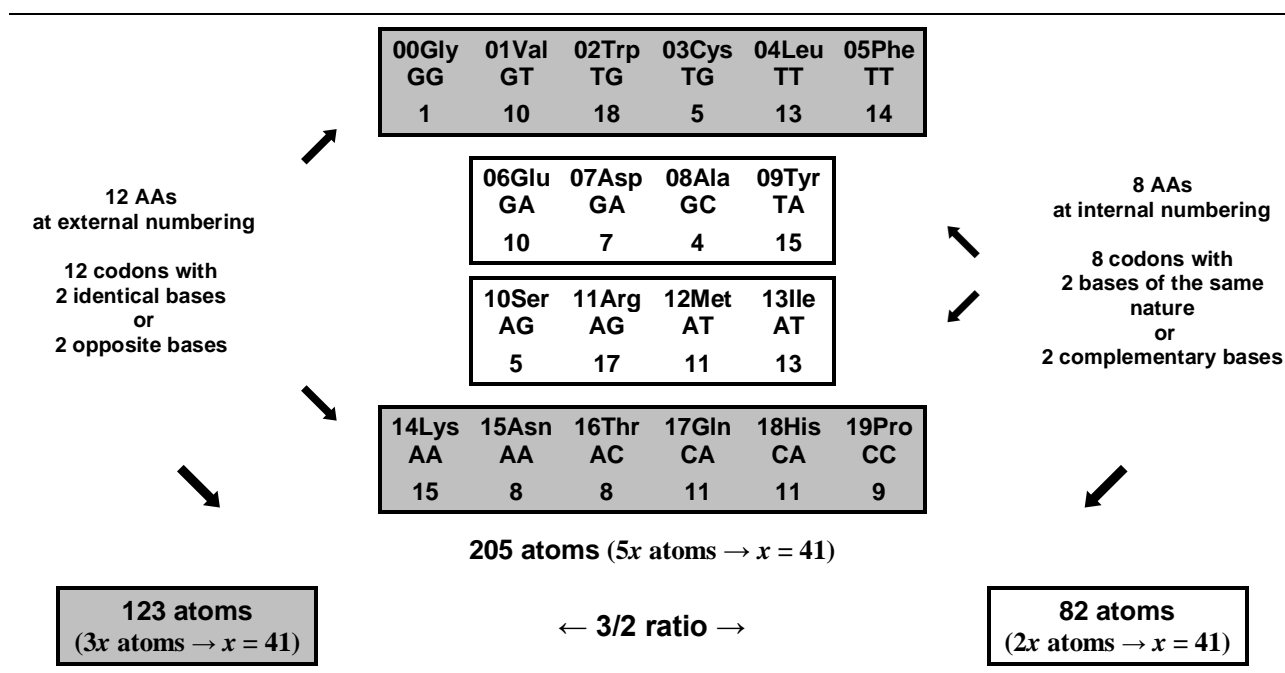 00Gly 01Val 02Trp 03Cys 04Leu 05Phe
GG GT TG TG TT TT
1 10 18 5 13 14
12 AAs
at external numbering
12 codons with
2 identical bases
or
2 opposite bases
06Glu 07Asp 08Ala 09Tyr
GA GA GC TA
10 7 4 15
10Ser 11Arg 12Met 13Ile
AG AG AT AT
5 17 11 13
8 AAs
at internal numbering
8 codons with
2 bases of the same
nature
or
2 complementary bases
14Lys 15Asn 16Thr 17Gln 18His 19Pro
AA AA AC CA CA CC
15 8 8 11 11 9
205 atoms (5x atoms → x = 41)
123 atoms
(3x atoms → x = 41)
← 3/2 ratio →
82 atoms
(2x atoms → x = 41)